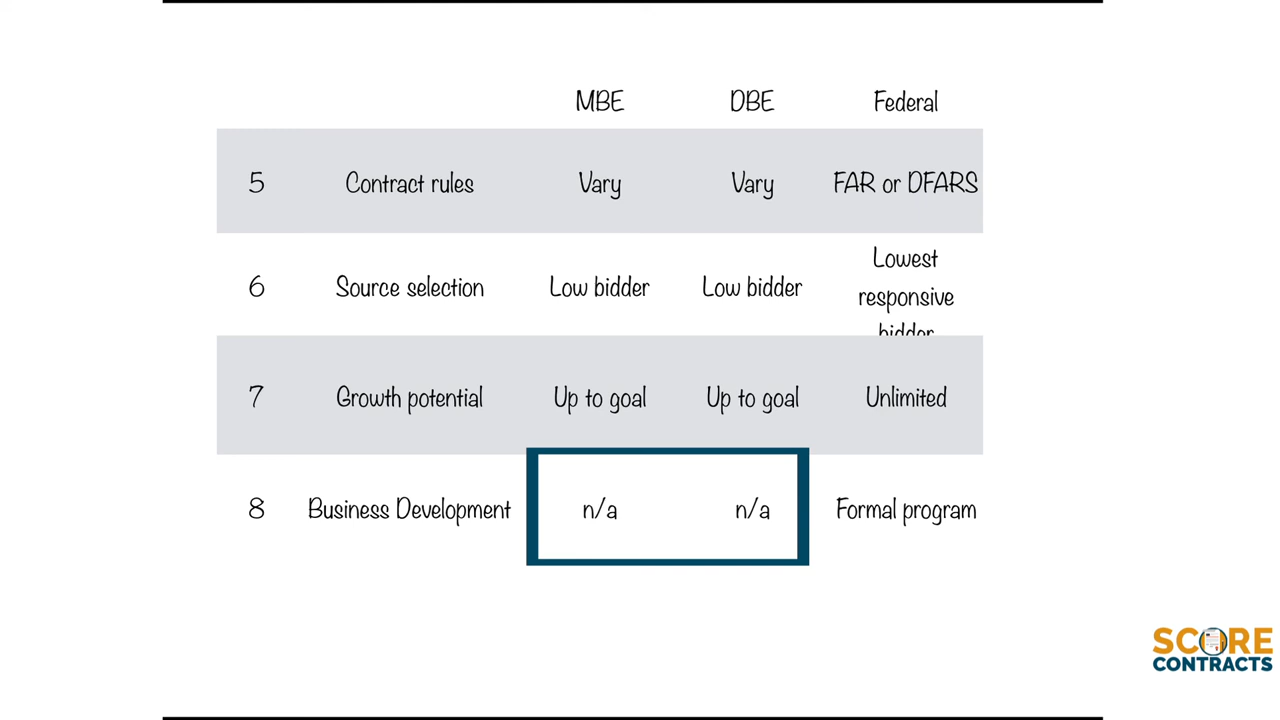 MBE DBE Federal
5 Contract rules Vary Vary FAR or DFARS
6 Source selection Low bidder Low bidder Lowest
responsive
bidder
7 Growth potential Up to goal Up to goal Unlimited
8 Business Development n/a n/a Formal program
SCORE
CONTRACTS